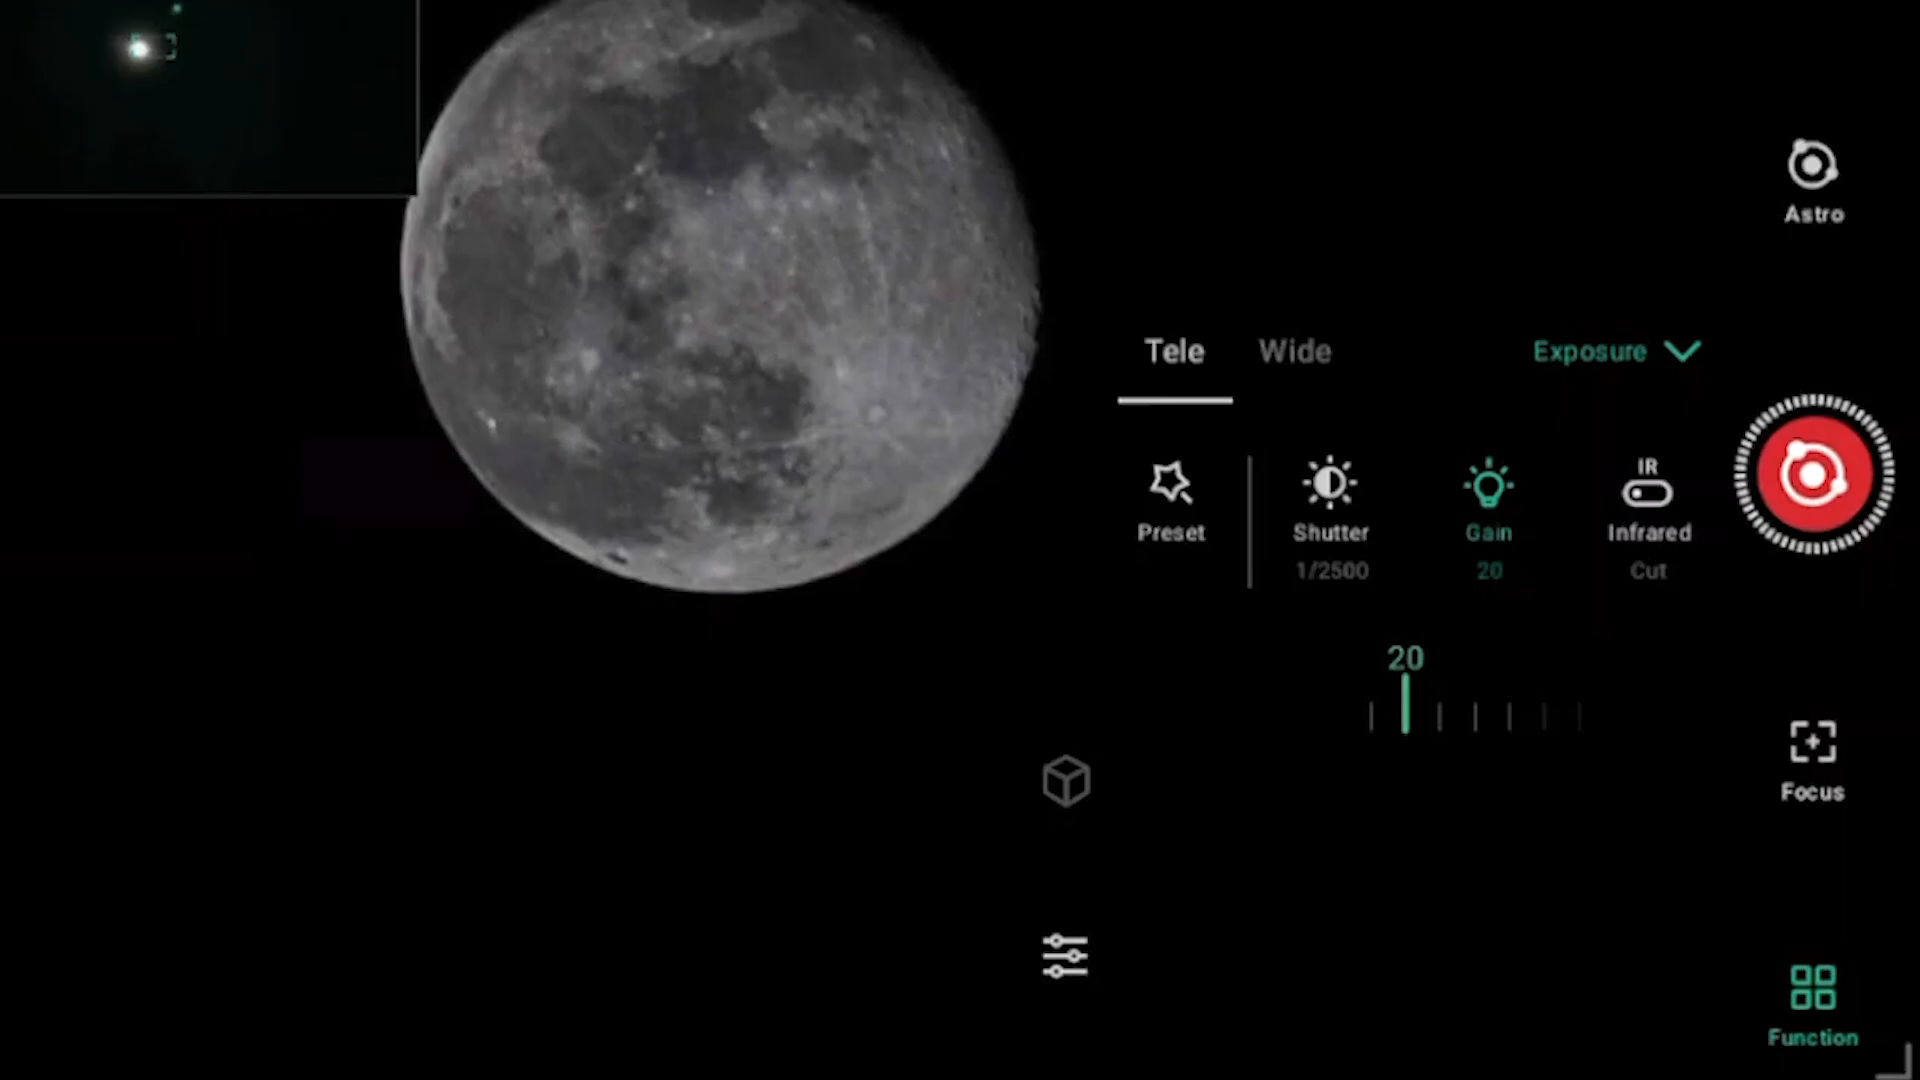 Astro
Tele Wide Exposure
IR
Preset Shutter Gain Infrared
1/2500 20 Cut
20
Focus
Function